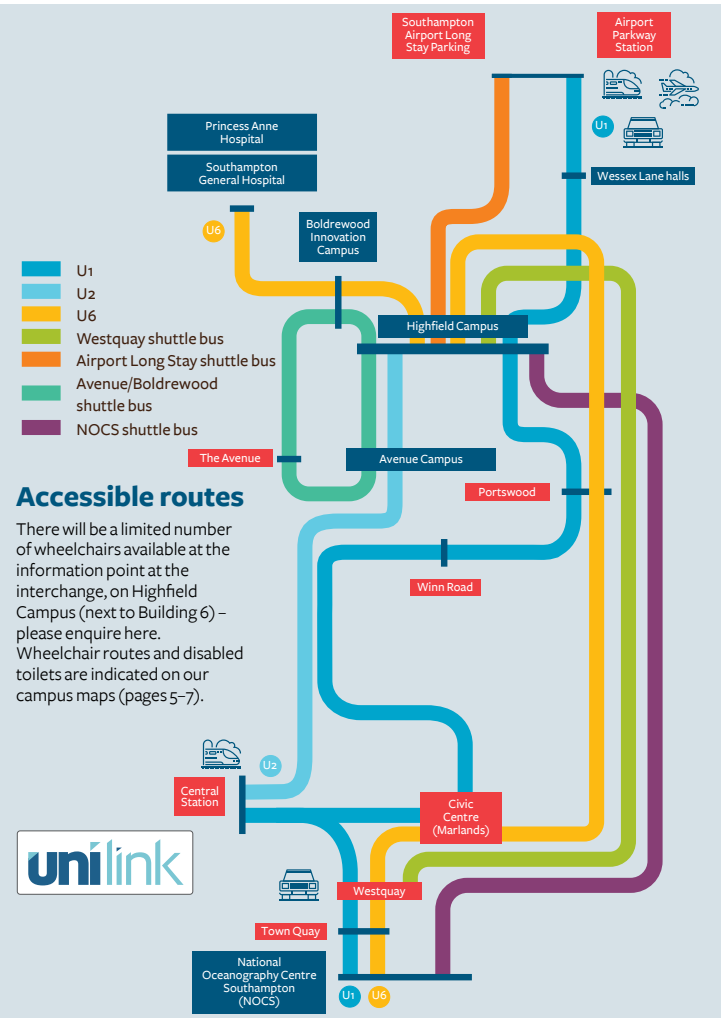 Southampton
Airport Long
Stay Parking
Airport
Parkway
Station
U1
Wessex Lane halls
Princess Anne
Hospital
Southampton
General Hospital
U6
Boldrewood
Innovation
Campus
Highfield Campus
U1
U2
U6
Westquay shuttle bus
Airport Long Stay shuttle bus
Avenue/Boldrewood
shuttle bus
NOCS shuttle bus
The Avenue
Avenue Campus
Portswood
Winn Road
Accessible routes
There will be a limited number
of wheelchairs available at the
information point at the
interchange, on Highfield
Campus (next to Building 6) –
please enquire here.
Wheelchair routes and disabled
toilets are indicated on our
campus maps (pages 5–7).
U2
Central
Station
Civic
Centre
(Marlands)
unilink
Westquay
Town Quay
National
Oceanography Centre
Southampton
(NOCS)
U1
U6